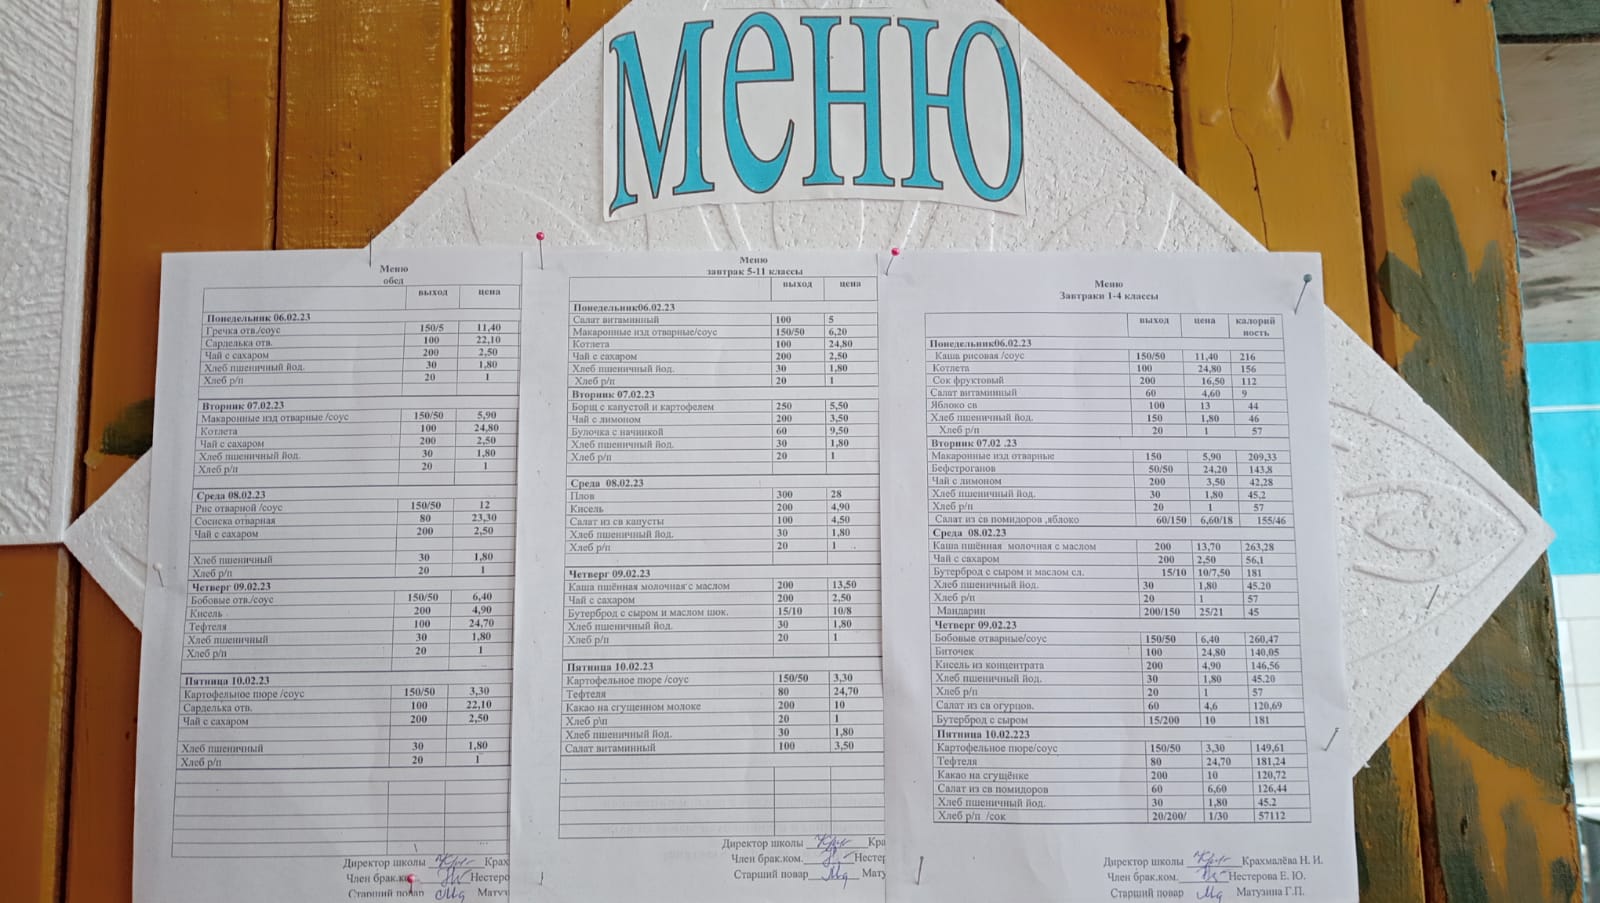 Меню
Меню
обед
выход цена
Понедельник 06.02.23
Гречка отв./соус 150/5 11,40
Сарделька отв. 100 22,10
Чай с сахаром 200 2,50
Хлеб пшеничный йод. 30 1,80
Хлеб р/п 20 1
Вторник 07.02.23
Макаронные изд отварные /соус 150/50 5,90
Котлета 100 24,80
Чай с сахаром 200 2,50
Хлеб пшеничный йод. 30 1,80
Хлеб р/п 20 1
Среда 08.02.23
Рис отварной /соус 150/50 12
Сосиска отварная 80 23,30
Чай с сахаром 200 2,50
Хлеб пшеничный 30 1,80
Хлеб р/п 20 1
Четверг 09.02.23
Бобовые отв./соус 150/50 6,40
Кисель 200 4,90
Тефтеля 100 24,70
Хлеб пшеничный 30 1,80
Хлеб р/п 20 1
Пятница 10.02.23
Картофельное пюре /соус 150/50 3,30
Сарделька отв. 100 22,10
Чай с сахаром 200 2,50
Хлеб пшеничный 30 1,80
Хлеб р/п 20 1
Директор школы Крах
Член брак.ко Нестеро
Старший повар Матуз
Меню
завтрак 5-11 классы
выход цена
Понедельник06.02.23
Салат витаминный 100 5
Макаронные изд отварные/соус 150/50 6,20
Котлета 100 24,80
Чай с сахаром 200 2,50
Хлеб пшеничный йод. 30 1,80
Хлеб р/п 20 1
Вторник 07.02.23
Борщ с капустой и картофелем 250 5,50
Чай с лимоном 200 3,50
Булочка с начинкой 60 9,50
Хлеб пшеничный йод. 30 1,80
Хлеб р/п 20 1
Среда 08.02.23
Плов 300 28
Кисель 200 4,90
Салат из св капусты 100 4,50
Хлеб пшеничный йод. 30 1,80
Хлеб р/п 20 1
Четверг 09.02.23
Каша пшённая молочная с маслом 200 13,50
Чай с сахаром 200 2,50
Бутерброд с сыром и маслом шок. 15/10 10/8
Хлеб пшеничный йод. 30 1,80
Хлеб р/п 20 1
Пятница 10.02.23
Картофельное пюре /соус 150/50 3,30
Тефтеля 80 24,70
Какао на сгущенном молоке 200 10
Хлеб р\п 20 1
Хлеб пшеничный йод. 30 1,80
Салат витаминный 100 3,50
Директор школы Кра
Член брак.ком. Нестер
Старший повар Мату
Меню
Завтраки 1-4 классы
выход цена калорий
ность
Понедельник06.02.23
Каша рисовая /соус 150/50 11,40 216
Котлета 100 24,80 156
Сок фруктовый 200 16,50 112
Салат витаминный 60 4,60 9
Яблоко св 100 13 44
Хлеб пшеничный йод. 150 1,80 46
Хлеб р/п 20 1 57
Вторник 07.02 .23
Макаронные изд отварные 150 5,90 209,33
Бефстроганов 50/50 24,20 143,8
Чай с лимоном 200 3,50 42,28
Хлеб пшеничный йод. 30 1,80 45,2
Хлеб р/п 20 1 57
Салат из св помидоров ,яблоко 60/150 6,60/18 155/46
Среда 08.02.23
Каша пшённая молочная с маслом 200 13,70 263,28
Чай с сахаром 200 2,50 56,1
Бутерброд с сыром и маслом сл. 15/10 10/7,50 181
Хлеб пшеничный йод. 30 1,80 45.20
Хлеб р/п 20 1 57
Мандарин 200/150 25/21 45
Четверг 09.02.23
Бобовые отварные/соус 150/50 6,40 260,47
Биточек 100 24,80 140,05
Кисель из концентрата 200 4,90 146,56
Хлеб пшеничный йод. 30 1,80 45.20
Хлеб р/п 20 1 57
Салат из св огурцов. 60 4,6 120,69
Бутерброд с сыром 15/200 10 181
Пятница 10.02.223
Картофельное пюре/соус 150/50 3,30 149,61
Тефтеля 80 24,70 181,24
Какао на сгущёнке 200 10 120,72
Салат из св помидоров 60 6,60 126,44
Хлеб пшеничный йод. 30 1,80 45.2
Хлеб р/п /сок 20/200/ 1/30 57112
Директор школы Крахмалёва Н. И.
Член брак.ком. Нестерова Е. Ю.
Старший повар Матузина Г.П.